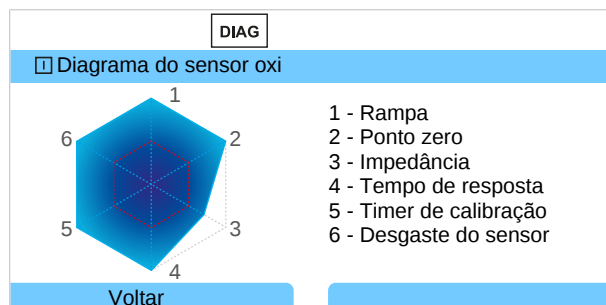 DIAG
I Diagrama do sensor oxi
1
2
3
4
5
6
1 - Rampa
2 - Ponto zero
3 - Impedância
4 - Tempo de resposta
5 - Timer de calibração
6 - Desgaste do sensor
Voltar